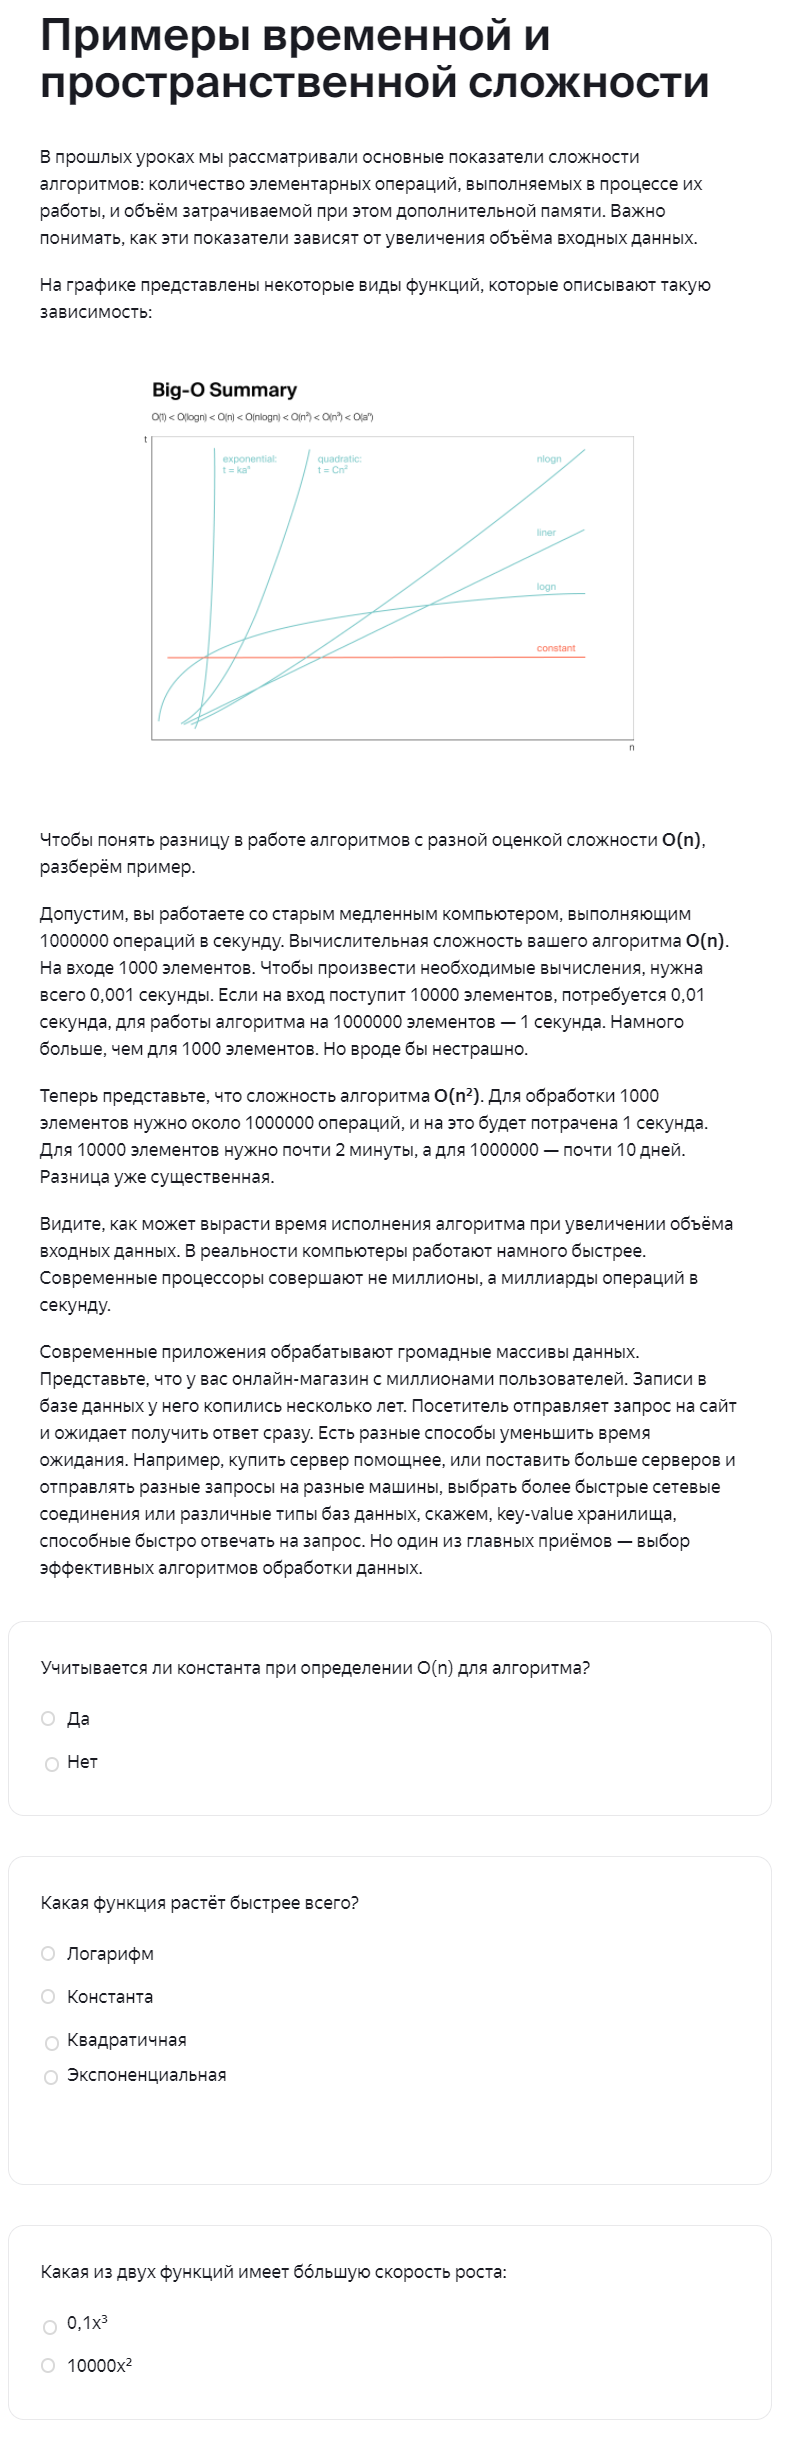 Примеры временной и
пространственной сложности
В прошлых уроках мы рассматривали основные показатели сложности
алгоритмов: количество элементарных операций, выполняемых в процессе их
работы, и объём затрачиваемой при этом дополнительной памяти. Важно
понимать, как эти показатели зависят от увеличения объёма входных данных.
На графике представлены некоторые виды функций, которые описывают такую
зависимость:
Big-O Summary
O(1) < O(logn) < O(n) < O(nlogn) < O(n²) < O(n³) < O(aⁿ)
t
exponential:
t = kaⁿ
quadratic:
t = Cn²
nlogn
liner
logn
constant
n
Чтобы понять разницу в работе алгоритмов с разной оценкой сложности O(n),
разберём пример.
Допустим, вы работаете со старым медленным компьютером, выполняющим
1000000 операций в секунду. Вычислительная сложность вашего алгоритма O(n).
На входе 1000 элементов. Чтобы произвести необходимые вычисления, нужна
всего 0,001 секунды. Если на вход поступит 10000 элементов, потребуется 0,01
секунда, для работы алгоритма на 1000000 элементов — 1 секунда. Намного
больше, чем для 1000 элементов. Но вроде бы нестрашно.
Теперь представьте, что сложность алгоритма O(n²). Для обработки 1000
элементов нужно около 1000000 операций, и на это будет потрачена 1 секунда.
Для 10000 элементов нужно почти 2 минуты, а для 1000000 — почти 10 дней.
Разница уже существенная.
Видите, как может вырасти время исполнения алгоритма при увеличении объёма
входных данных. В реальности компьютеры работают намного быстрее.
Современные процессоры совершают не миллионы, а миллиарды операций в
секунду.
Современные приложения обрабатывают громадные массивы данных.
Представьте, что у вас онлайн-магазин с миллионами пользователей. Записи в
базе данных у него копились несколько лет. Посетитель отправляет запрос на сайт
и ожидает получить ответ сразу. Есть разные способы уменьшить время
ожидания. Например, купить сервер помощнее, или поставить больше серверов и
отправлять разные запросы на разные машины, выбрать более быстрые сетевые
соединения или различные типы баз данных, скажем, key-value хранилища,
способные быстро отвечать на запрос. Но один из главных приёмов — выбор
эффективных алгоритмов обработки данных.
Учитывается ли константа при определении O(n) для алгоритма?
Да
Нет
Какая функция растёт быстрее всего?
Логарифм
Константа
Квадратичная
Экспоненциальная
Какая из двух функций имеет бо́льшую скорость роста:
0,1x³
10000x²